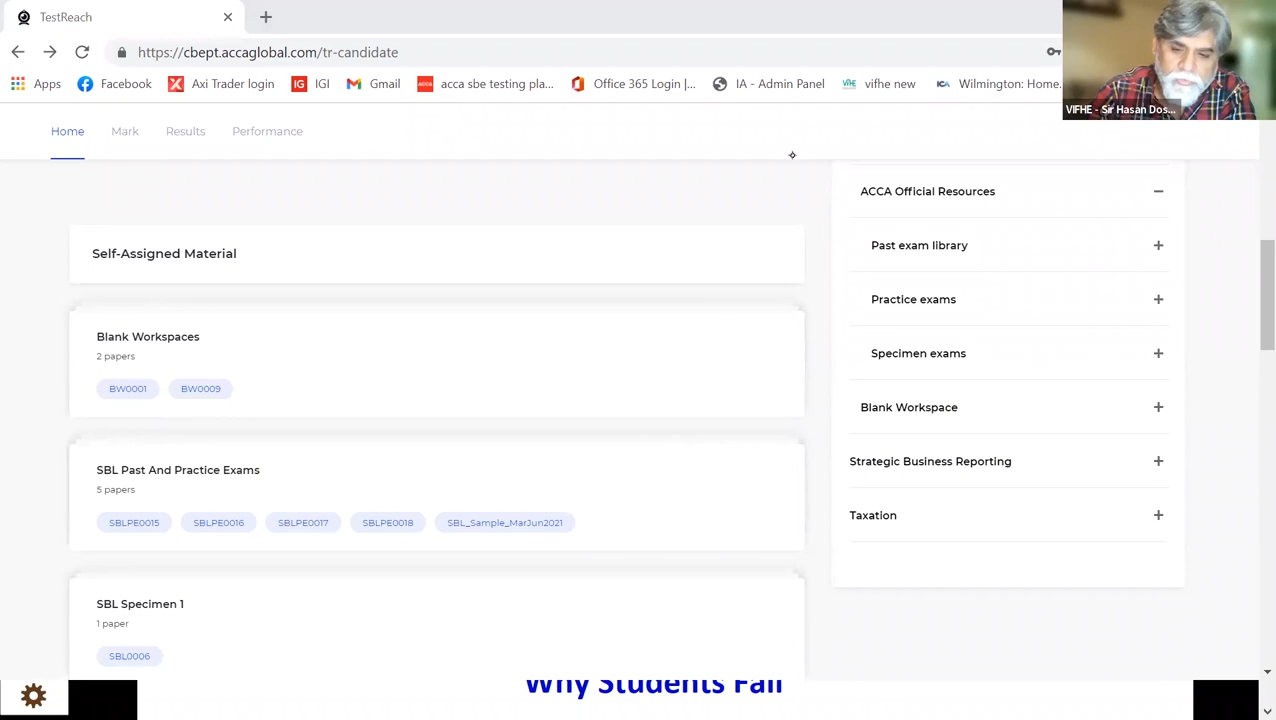 TestReach
https://cbept.accaglobal.com/tr-candidate
Apps
Facebook
Axi Trader login
IG
IGI
Gmail
ACCA
acca sbe testing pla...
Office 365 Login |...
IA - Admin Panel
VIFHE
vifhe new
ICA
Wilmington: Home.
VIFHE - Sir Hasan Dos...
Home
Mark
Results
Performance
ACCA Official Resources
Past exam library
Practice exams
Specimen exams
Blank Workspace
Strategic Business Reporting
Taxation
Self-Assigned Material
Blank Workspaces
2 papers
BW0001
BW0009
SBL Past And Practice Exams
5 papers
SBLPE0015
SBLPE0016
SBLPE0017
SBLPE0018
SBL_Sample_MarJun2021
SBL Specimen 1
1 paper
SBL0006
Why Students Fail